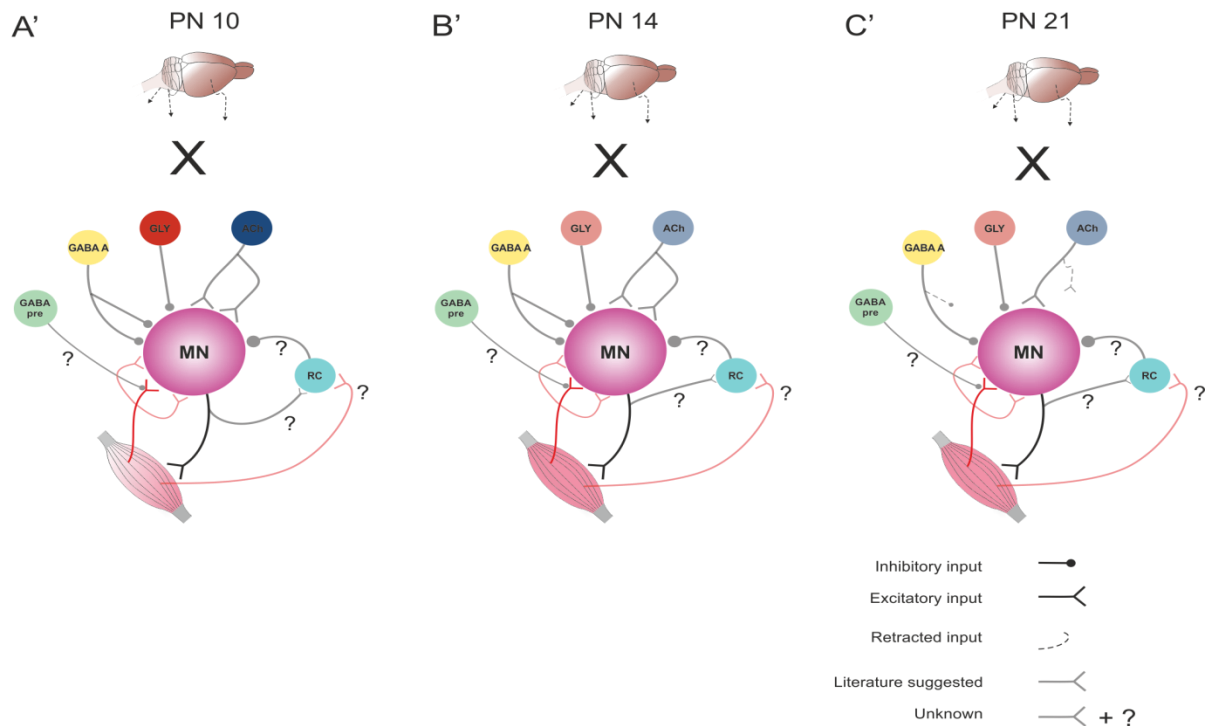 A’ PN 10
X
GABA A
GLY
ACh
GABA
pre
?
MN
?
RC
?
?
B’ PN 14
X
GABA A
GLY
ACh
GABA
pre
?
MN
?
RC
?
?
C’ PN 21
X
GABA A
GLY
ACh
GABA
pre
?
MN
?
RC
?
?
Inhibitory input
Excitatory input
Retracted input
Literature suggested
Unknown + ?